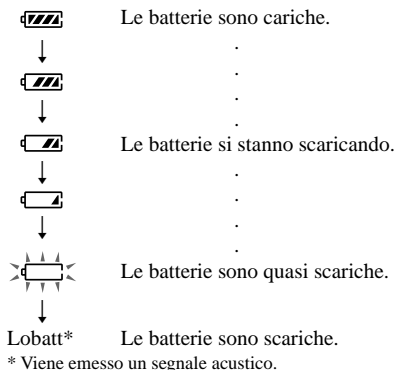 Le batterie sono cariche.
.
.
.
.
Le batterie si stanno scaricando.
.
.
.
.
Le batterie sono quasi scariche.
Lobatt* Le batterie sono scariche.
* Viene emesso un segnale acustico.